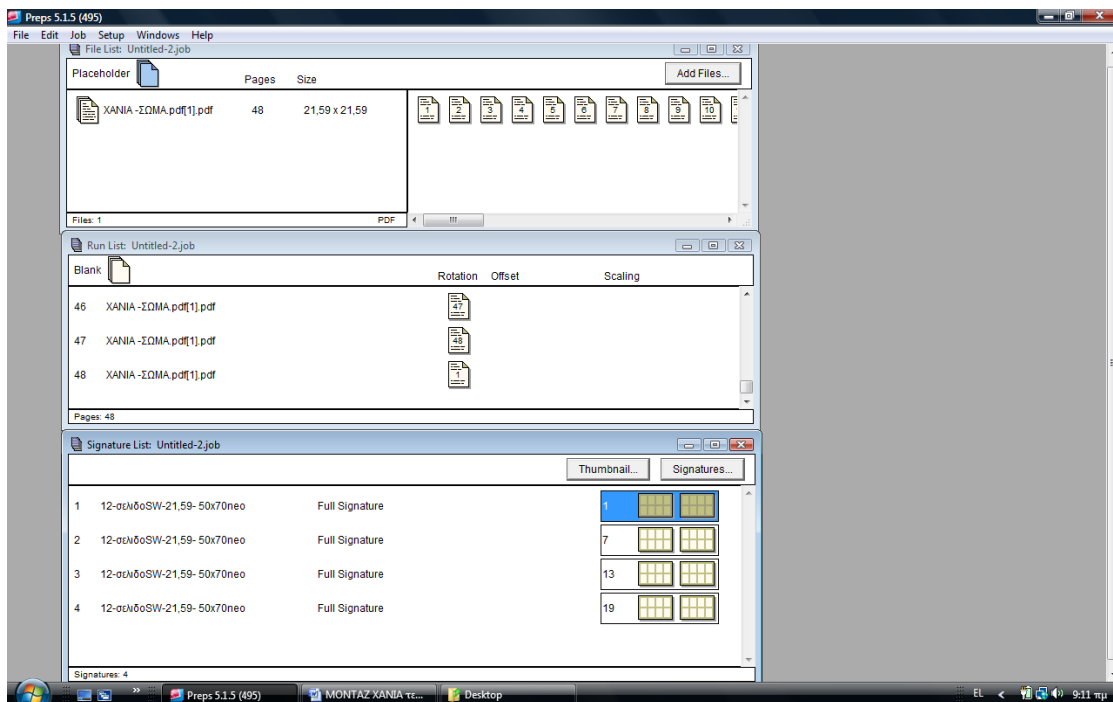 Preps 5.1.5 (495)
File Edit Job Setup Windows Help
File List: Untitled-2.job
Placeholder Pages Size Add Files...
ΧΑΝΙΑ -ΣΩΜΑ.pdf[1].pdf 48 21,59 x 21,59 1 2 3 4 5 6 7 8 9 10
Files: 1 PDF
Run List: Untitled-2.job
Blank Rotation Offset Scaling
46 ΧΑΝΙΑ -ΣΩΜΑ.pdf[1].pdf 47
47 ΧΑΝΙΑ -ΣΩΜΑ.pdf[1].pdf 48
48 ΧΑΝΙΑ -ΣΩΜΑ.pdf[1].pdf 1
Pages: 48
Signature List: Untitled-2.job
Thumbnail... Signatures...
1 12-σελιδοSW-21,59- 50x70neo Full Signature 1
2 12-σελιδοSW-21,59- 50x70neo Full Signature 7
3 12-σελιδοSW-21,59- 50x70neo Full Signature 13
4 12-σελιδοSW-21,59- 50x70neo Full Signature 19
Signatures: 4
» Preps 5.1.5 (495) ΜΟΝΤΑΖ ΧΑΝΙΑ τε... Desktop EL < 9:11 πμ